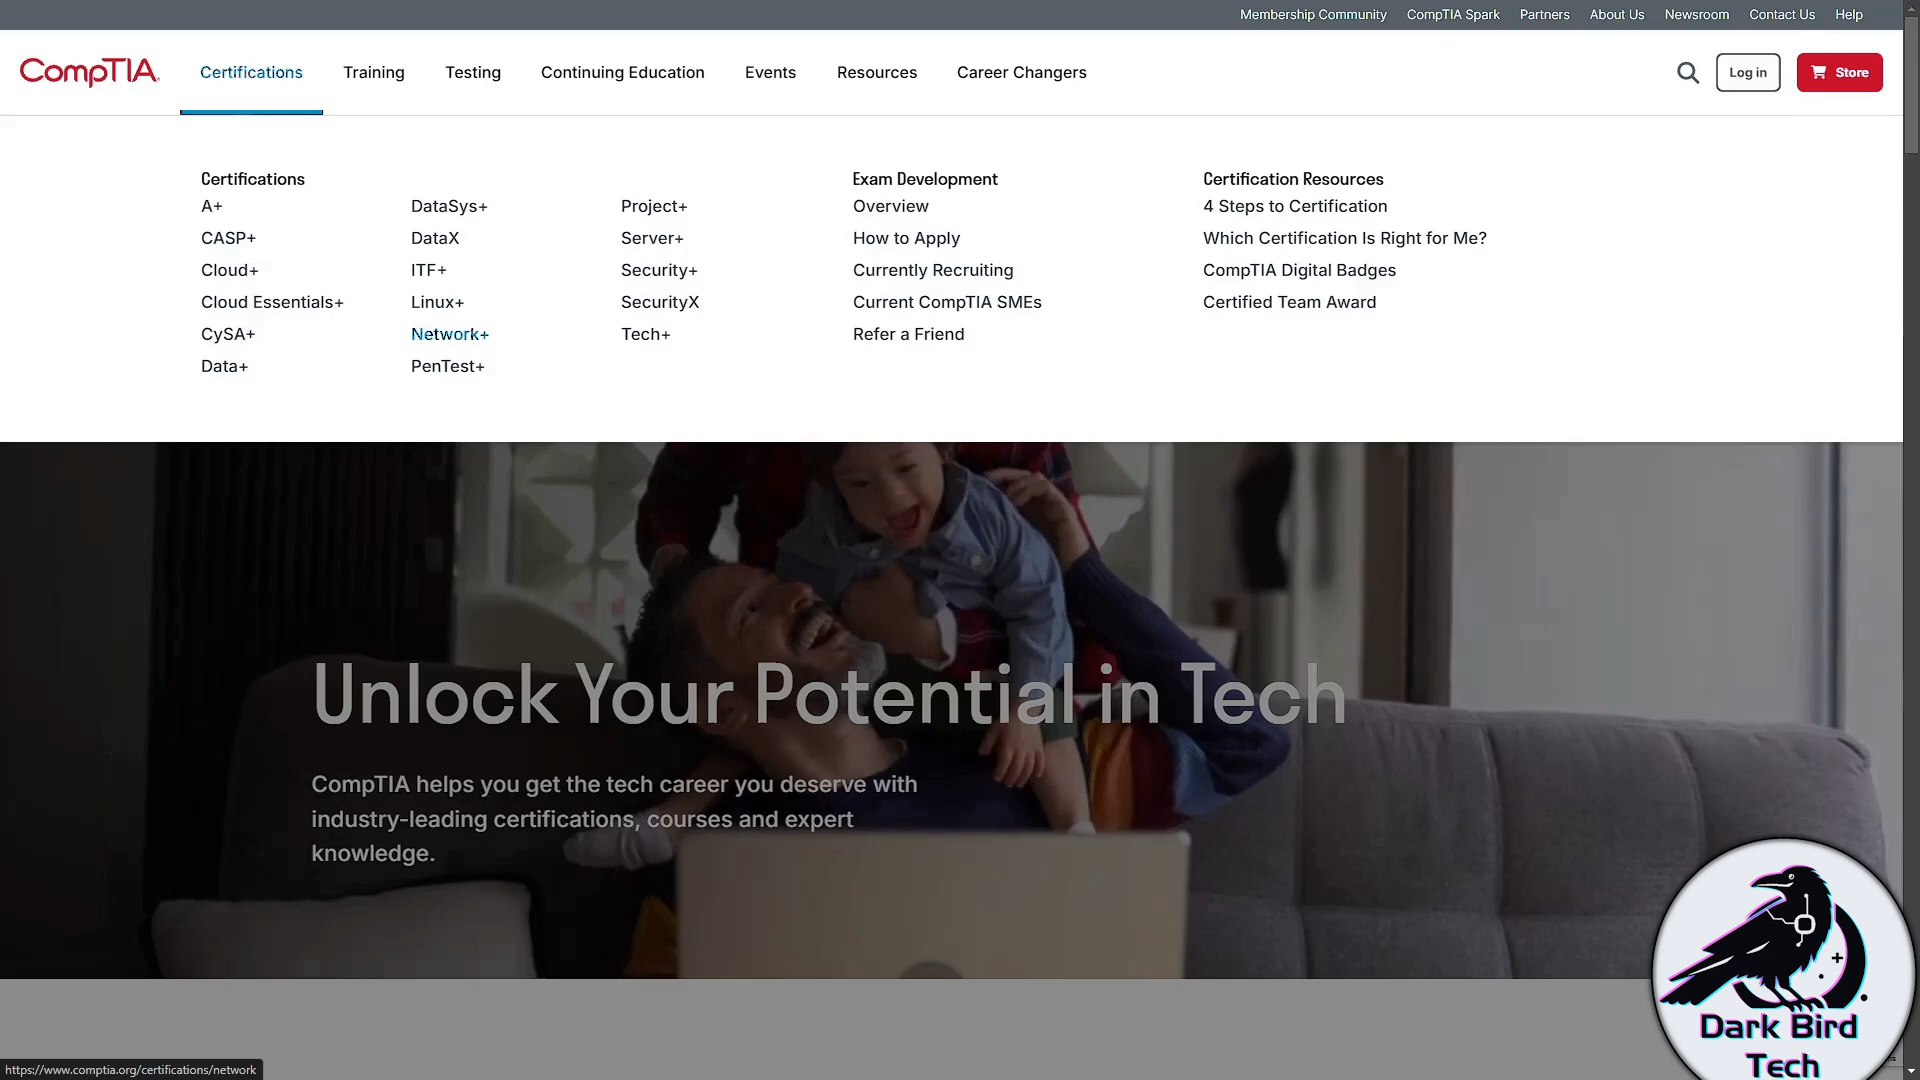 Membership Community CompTIA Spark Partners About Us Newsroom Contact Us Help
CompTIA. Certifications Training Testing Continuing Education Events Resources Career Changers Log in Store
Certifications
A+
CASP+
Cloud+
Cloud Essentials+
CySA+
Data+
DataSys+
DataX
ITF+
Linux+
Network+
PenTest+
Project+
Server+
Security+
SecurityX
Tech+
Exam Development
Overview
How to Apply
Currently Recruiting
Current CompTIA SMEs
Refer a Friend
Certification Resources
4 Steps to Certification
Which Certification Is Right for Me?
CompTIA Digital Badges
Certified Team Award
Unlock Your Potential in Tech
CompTIA helps you get the tech career you deserve with
industry-leading certifications, courses and expert
knowledge.
Dark Bird
Tech
https://www.comptia.org/certifications/network